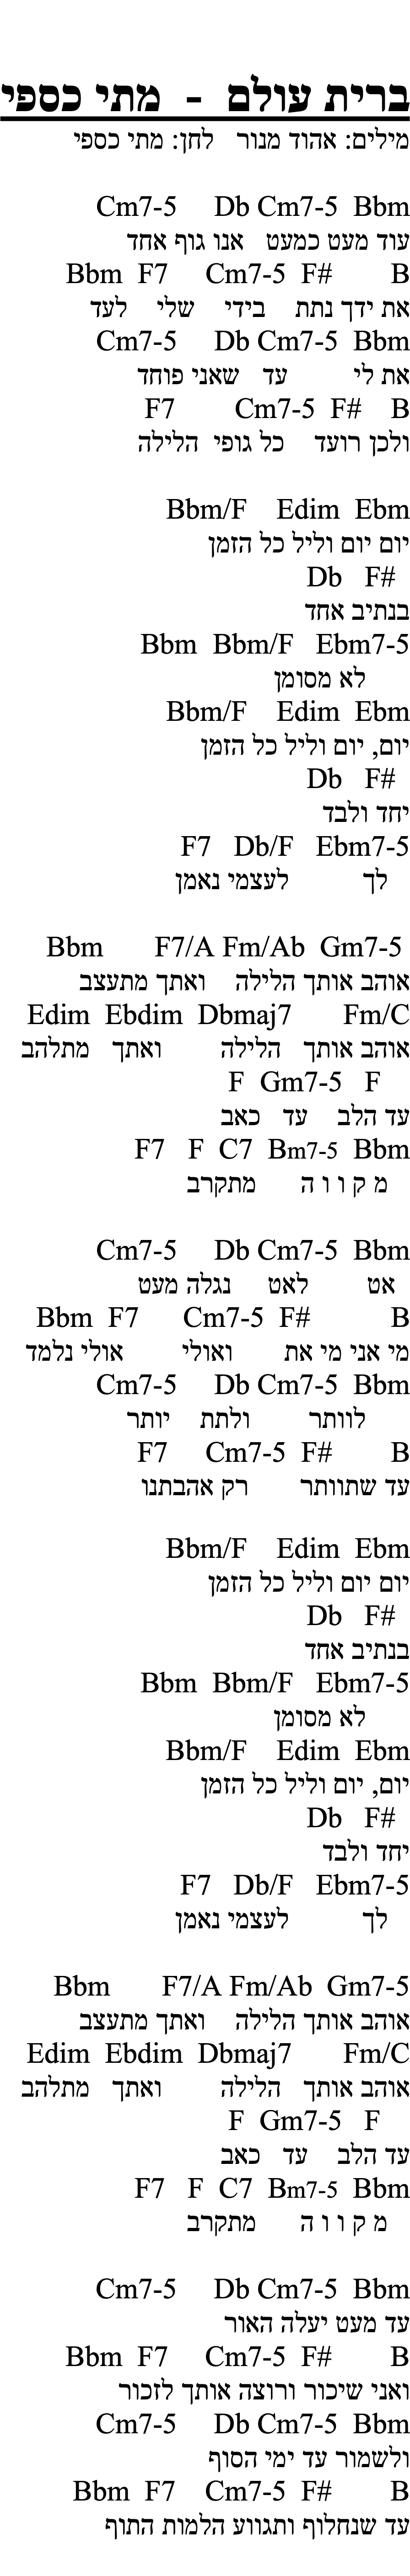 ברית עולם - מתי כספי
מילים: אהוד מנור לחן: מתי כספי
Cm7-5 Db Cm7-5 Bbm
עוד מעט כמעט אנו גוף אחד
Bbm F7 Cm7-5 F# B
את ידך נתת בידי שלי לעד
Cm7-5 Db Cm7-5 Bbm
את לי עד שאני פוחד
F7 Cm7-5 F# B
ולכן רועד כל גופי הלילה
Bbm/F Edim Ebm
יום יום וליל כל הזמן
Db F#
בנתיב אחד
Bbm Bbm/F Ebm7-5
לא מסומן
Bbm/F Edim Ebm
יום, יום וליל כל הזמן
Db F#
יחד ולבד
F7 Db/F Ebm7-5
לך לעצמי נאמן
Bbm F7/A Fm/Ab Gm7-5
אוהב אותך הלילה ואתך מתעצב
Edim Ebdim Dbmaj7 Fm/C
אוהב אותך הלילה ואתך מתלהב
F Gm7-5 F
עד הלב עד כאב
F7 F C7 Bm7-5 Bbm
מ ק ו ו ה מתקרב
Cm7-5 Db Cm7-5 Bbm
אט לאט נגלה מעט
Bbm F7 Cm7-5 F# B
מי אני מי את ואולי אולי נלמד
Cm7-5 Db Cm7-5 Bbm
לוותר ולתת יותר
F7 Cm7-5 F# B
עד שתוותר רק אהבתנו
Bbm/F Edim Ebm
יום יום וליל כל הזמן
Db F#
בנתיב אחד
Bbm Bbm/F Ebm7-5
לא מסומן
Bbm/F Edim Ebm
יום, יום וליל כל הזמן
Db F#
יחד ולבד
F7 Db/F Ebm7-5
לך לעצמי נאמן
Bbm F7/A Fm/Ab Gm7-5
אוהב אותך הלילה ואתך מתעצב
Edim Ebdim Dbmaj7 Fm/C
אוהב אותך הלילה ואתך מתלהב
F Gm7-5 F
עד הלב עד כאב
F7 F C7 Bm7-5 Bbm
מ ק ו ו ה מתקרב
Cm7-5 Db Cm7-5 Bbm
עד מעט יעלה האור
Bbm F7 Cm7-5 F# B
ואני שיכור ורוצה אותך לזכור
Cm7-5 Db Cm7-5 Bbm
ולשמור עד ימי הסוף
Bbm F7 Cm7-5 F# B
עד שנחלוף ותגווע הלמות התוף